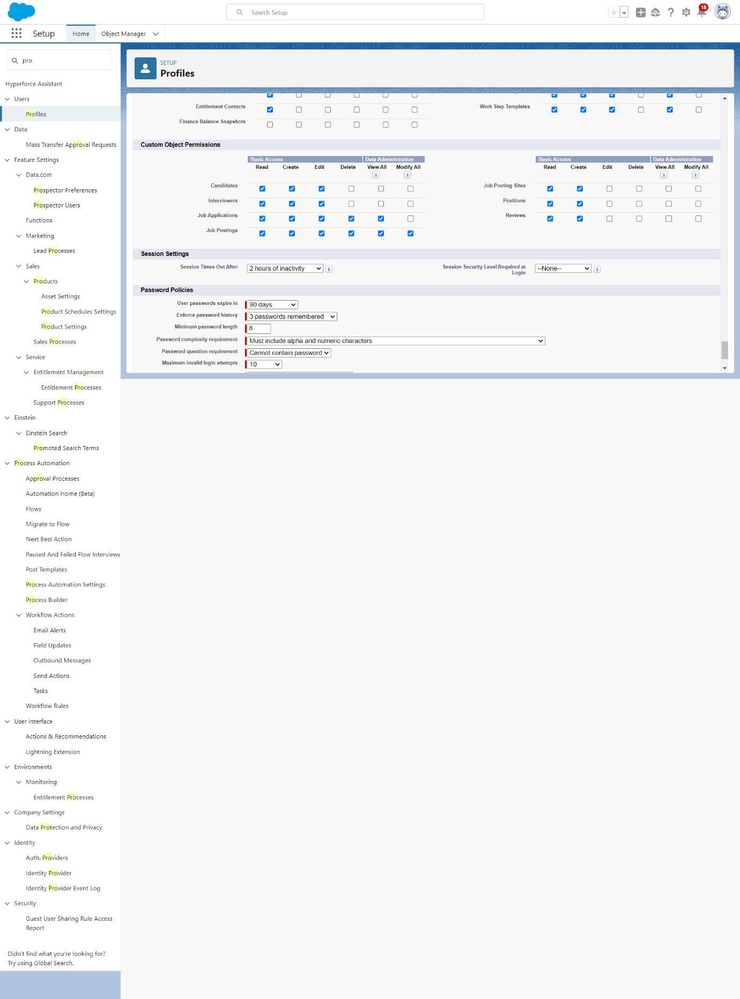 Search Setup
18
Setup
Home
Object Manager
pro
Hyperforce Assistant
Users
Profiles
Data
Mass Transfer Approval Requests
Feature Settings
Data.com
Prospector Preferences
Prospector Users
Functions
Marketing
Lead Processes
Sales
Products
Asset Settings
Product Schedules Settings
Product Settings
Sales Processes
Service
Entitlement Management
Entitlement Processes
Support Processes
Einstein
Einstein Search
Promoted Search Terms
Process Automation
Approval Processes
Automation Home (Beta)
Flows
Migrate to Flow
Next Best Action
Paused And Failed Flow Interviews
Post Templates
Process Automation Settings
Process Builder
Workflow Actions
Email Alerts
Field Updates
Outbound Messages
Send Actions
Tasks
Workflow Rules
User Interface
Actions & Recommendations
Lightning Extension
Environments
Monitoring
Entitlement Processes
Company Settings
Data Protection and Privacy
Identity
Auth. Providers
Identity Provider
Identity Provider Event Log
Security
Guest User Sharing Rule Access
Report
Didn't find what you're looking for?
Try using Global Search.
SETUP
Profiles
Entitlement Contacts
Work Step Templates
Finance Balance Snapshots
Custom Object Permissions
Basic Access Data Administration
Read Create Edit Delete View All Modify All
Candidates
Interviewers
Job Applications
Job Postings
Basic Access Data Administration
Read Create Edit Delete View All Modify All
Job Posting Sites
Positions
Reviews
Session Settings
Session Times Out After 2 hours of inactivity
Session Security Level Required at
Login
--None--
Password Policies
User passwords expire in 90 days
Enforce password history 3 passwords remembered
Minimum password length 8
Password complexity requirement Must include alpha and numeric characters
Password question requirement Cannot contain password
Maximum invalid login attempts 10